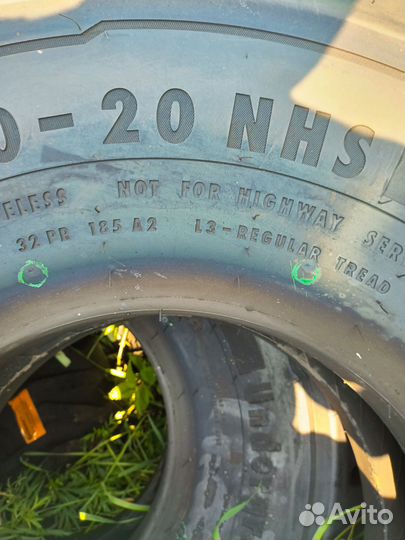 0-20 NHS
ELESS NOT FOR HIGHWAY SER
32 PR 185 A2 L3-REGULAR TREAD
Avito